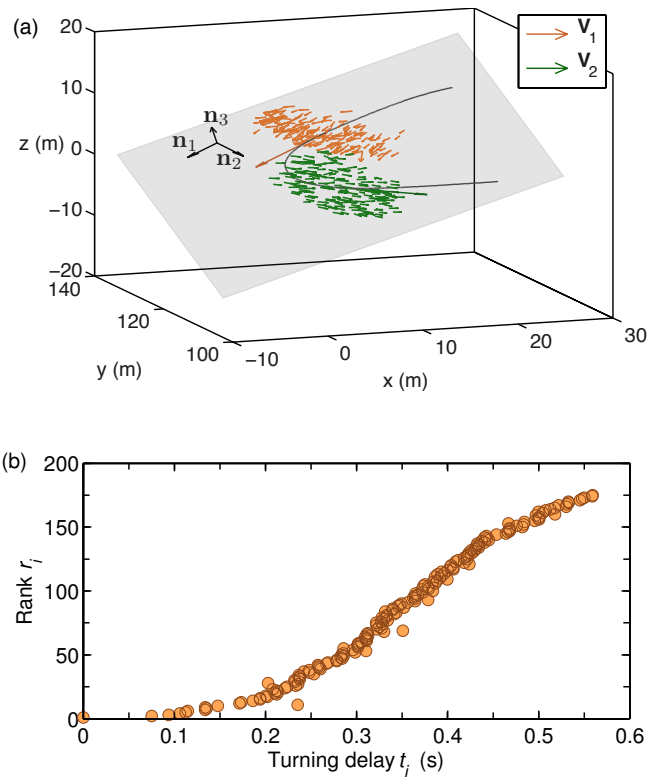 (a)
V₁
V₂
20
10
0
−10
−20
z (m)
n₁
n₂
n₃
140
120
100
y (m)
−10
0
10
20
30
x (m)
(b)
200
150
100
50
0
Rank rᵢ
0
0.1
0.2
0.3
0.4
0.5
0.6
Turning delay tᵢ (s)